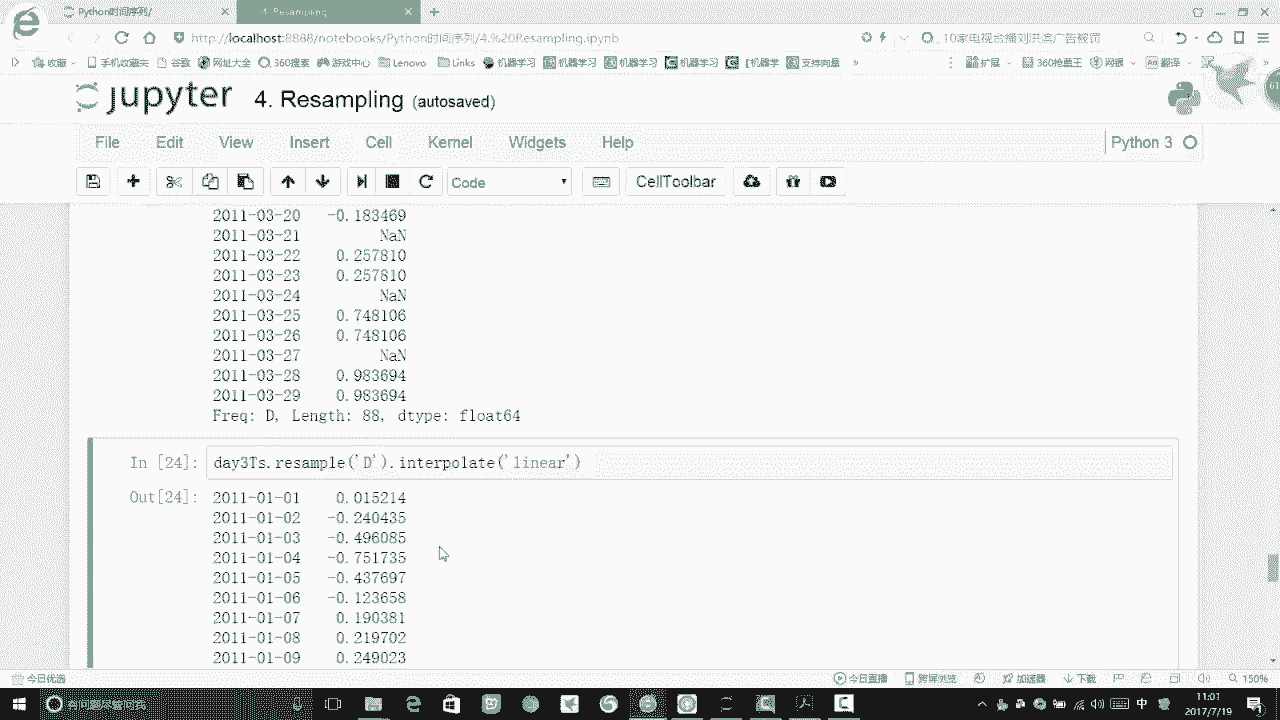 Python时间序列/
4. Resampling
http://localhost:8888/notebooks/Python时间序列/4.%20Resampling.ipynb
10家电视台播刘洪滨广告被罚
收藏 手机收藏夹 谷歌 网址大全 360搜索 游戏中心 Lenovo Links 机器学习 机器学习 机器学习 机器学习 【机器学 支持向量 »
扩展 360抢票王 网银 翻译
jupyter 4. Resampling (autosaved)
File Edit View Insert Cell Kernel Widgets Help
Python 3
Code CellToolbar
2011-03-20 -0.183469
2011-03-21 NaN
2011-03-22 0.257810
2011-03-23 0.257810
2011-03-24 NaN
2011-03-25 0.748106
2011-03-26 0.748106
2011-03-27 NaN
2011-03-28 0.983694
2011-03-29 0.983694
Freq: D, Length: 88, dtype: float64
In [24]: day3Ts.resample('D').interpolate('linear')
Out[24]: 2011-01-01 0.015214
2011-01-02 -0.240435
2011-01-03 -0.496085
2011-01-04 -0.751735
2011-01-05 -0.437697
2011-01-06 -0.123658
2011-01-07 0.190381
2011-01-08 0.219702
2011-01-09 0.249023
今日优选
今日直播 跨屏浏览 加速器 下载 150%
有问题尽管问我
中
11:01
2017/7/19